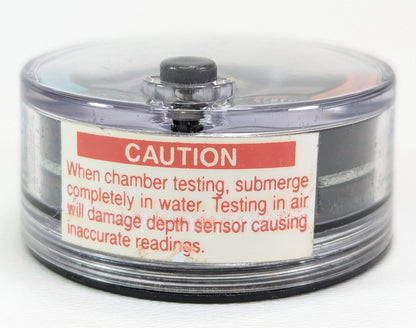 CAUTION
When chamber testing, submerge
completely in water. Testing in air
will damage depth sensor causing
inaccurate readings.